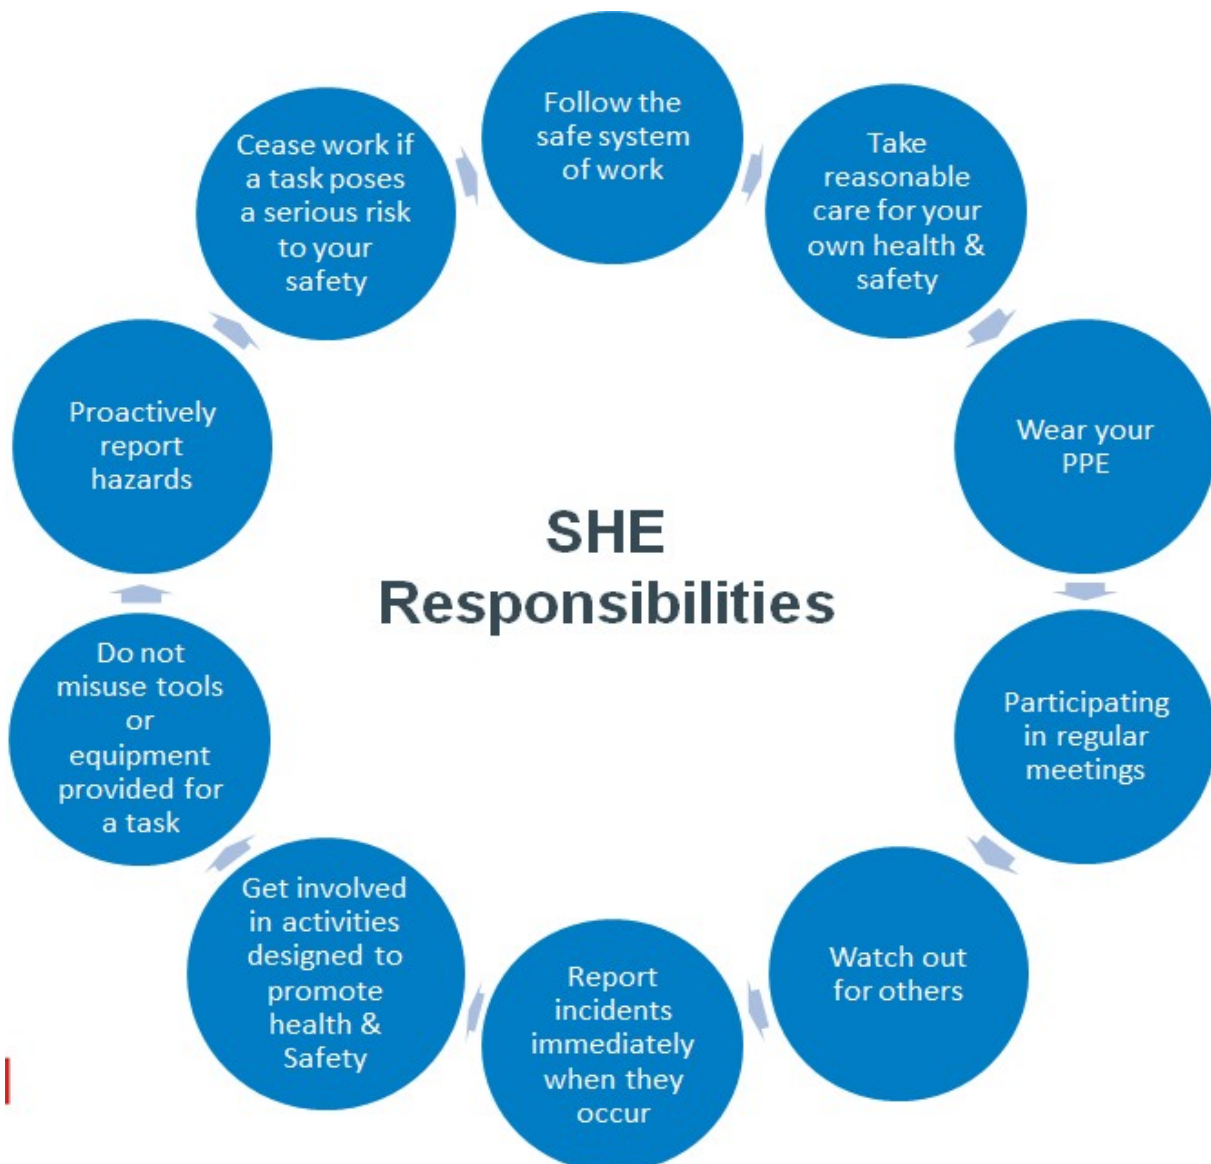 SHE
Responsibilities
Follow the
safe system
of work
Take
reasonable
care for your
own health &
safety
Wear your
PPE
Participating
in regular
meetings
Watch out
for others
Report
incidents
immediately
when they
occur
Get involved
in activities
designed to
promote
health &
Safety
Do not
misuse tools
or
equipment
provided for
a task
Proactively
report
hazards
Cease work if
a task poses
a serious risk
to your
safety